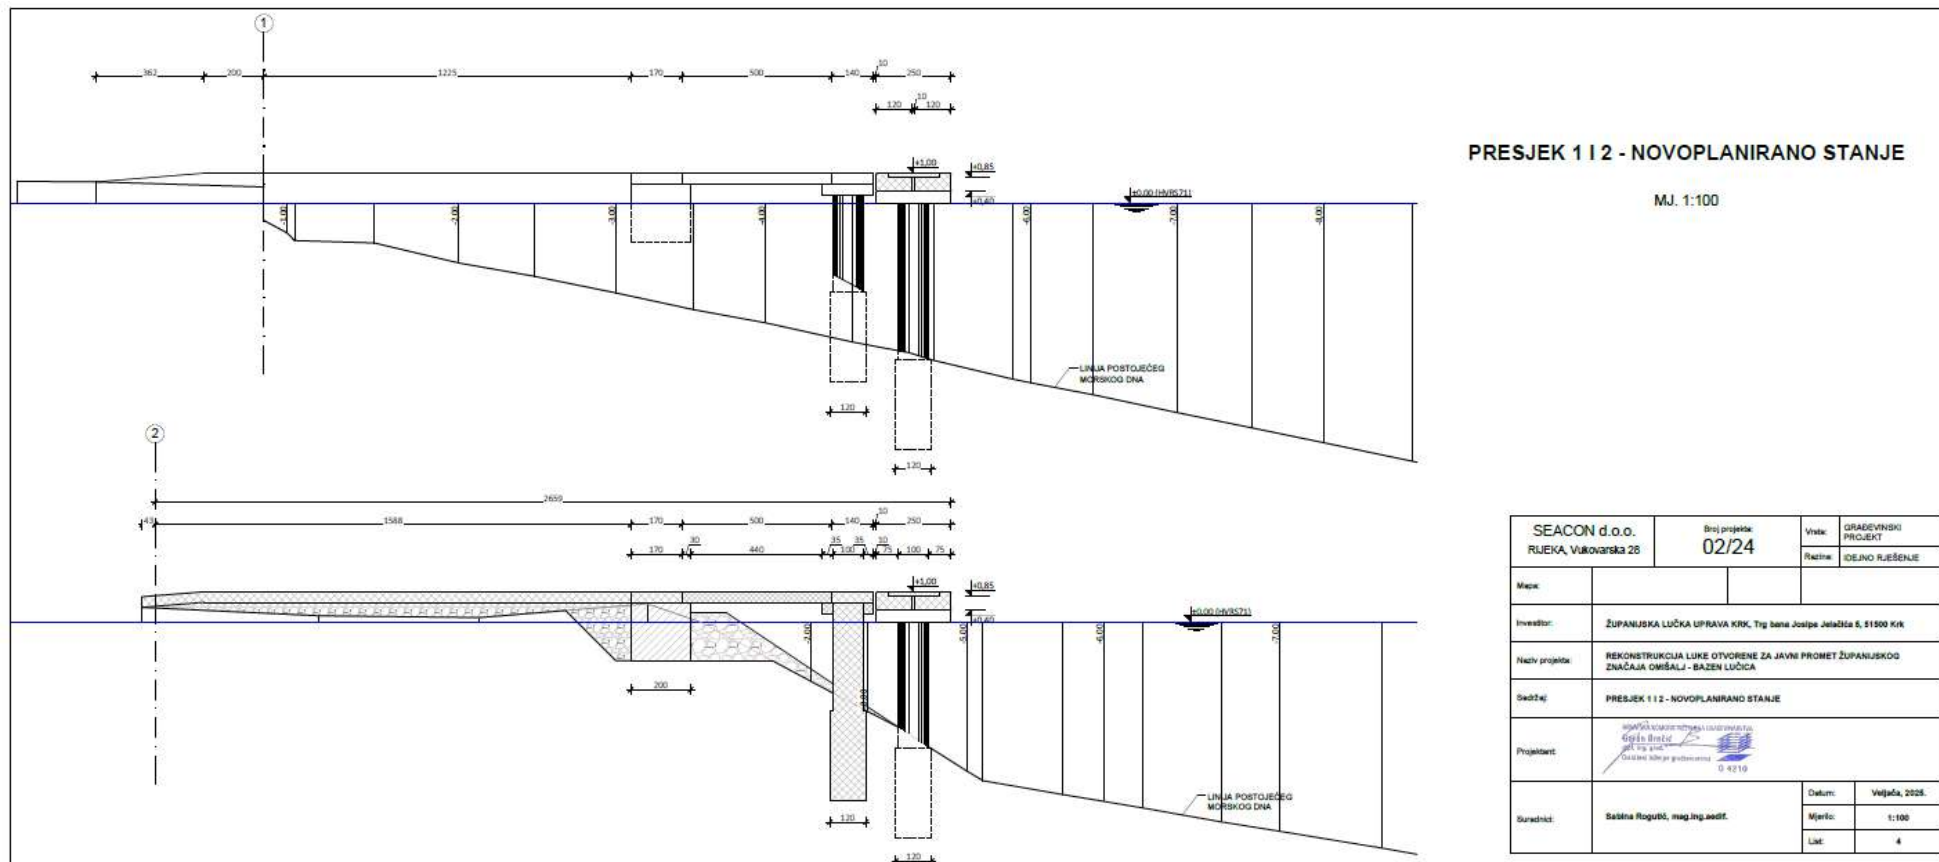 1
362 200 1225 170 500 140 10 250
120 10 120
+1,00
+0,85
+0,40
±0.00 (HVRS71)
-1.00 -2.00 -3.00 -4.00 -6.00 -7.00 -8.00
LINIJA POSTOJEĆEG
MORSKOG DNA
120
120
PRESJEK 1 I 2 - NOVOPLANIRANO STANJE
MJ. 1:100
2
2659
43 1588 170 500 140 10 250
170 30 440 35 100 35 10 75 100 75
+1,00
+0,85
+0,40
±0.00 (HVRS71)
-2.00 -5.00 -6.00 -7.00
200
LINIJA POSTOJEĆEG
MORSKOG DNA
120
120
SEACON d.o.o.
RIJEKA, Vukovarska 28
Broj projekta:
02/24
Vrsta: GRAĐEVINSKI
PROJEKT
Razina: IDEJNO RJEŠENJE
Mapa:
Investitor: ŽUPANIJSKA LUČKA UPRAVA KRK, Trg bana Josipa Jelačića 5, 51500 Krk
Naziv projekta: REKONSTRUKCIJA LUKE OTVORENE ZA JAVNI PROMET ŽUPANIJSKOG
ZNAČAJA OMIŠALJ - BAZEN LUČICA
Sadržaj: PRESJEK 1 I 2 - NOVOPLANIRANO STANJE
Projektant:
G 4210
Suradnici: Sabina Rogutić, mag.ing.aedif.
Datum: Veljača, 2025.
Mjerilo: 1:100
List: 4